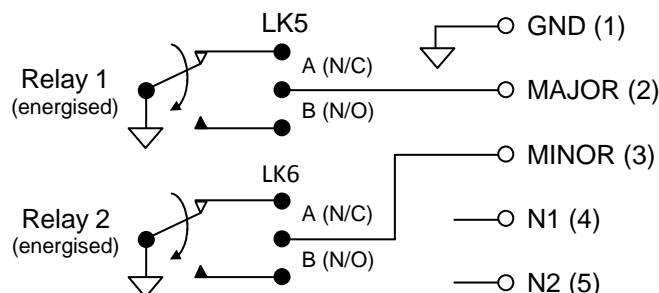 LK5
GND (1)
A (N/C)
Relay 1
(energised)
MAJOR (2)
B (N/O)
MINOR (3)
LK6
A (N/C)
Relay 2
(energised)
N1 (4)
B (N/O)
N2 (5)